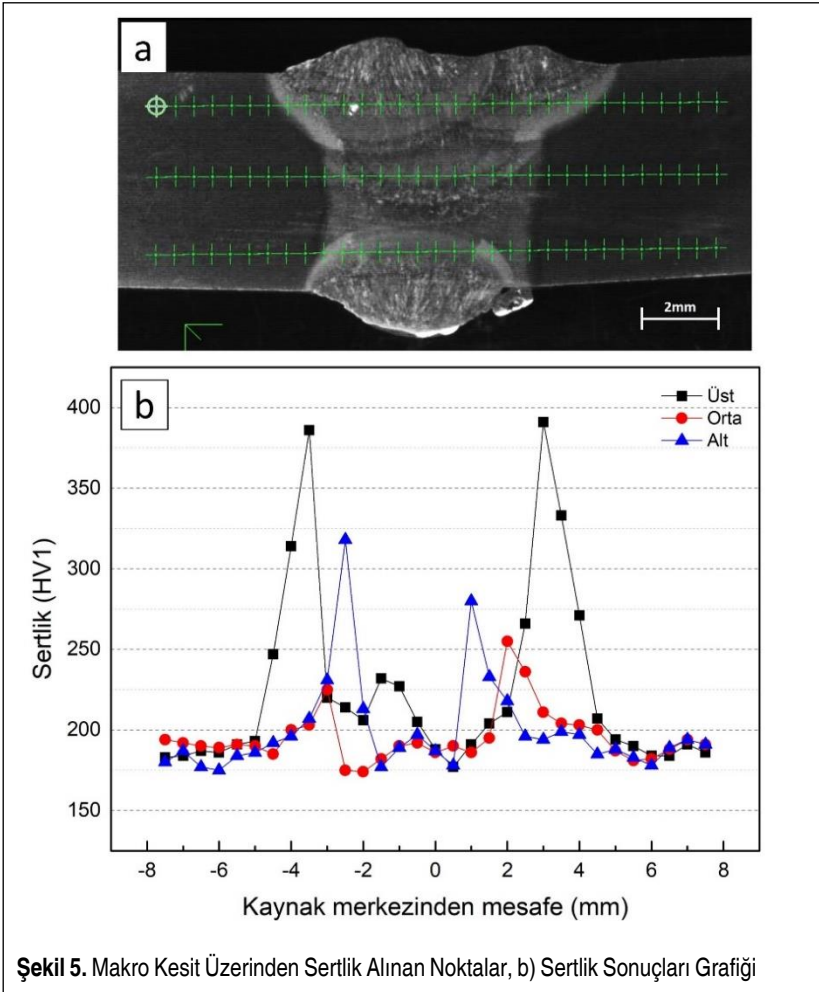 a
2mm
b
Üst
Orta
Alt
400
350
300
250
200
150
Sertlik (HV1)
-8 -6 -4 -2 0 2 4 6 8
Kaynak merkezinden mesafe (mm)
Şekil 5. Makro Kesit Üzerinden Sertlik Alınan Noktalar, b) Sertlik Sonuçları Grafiği